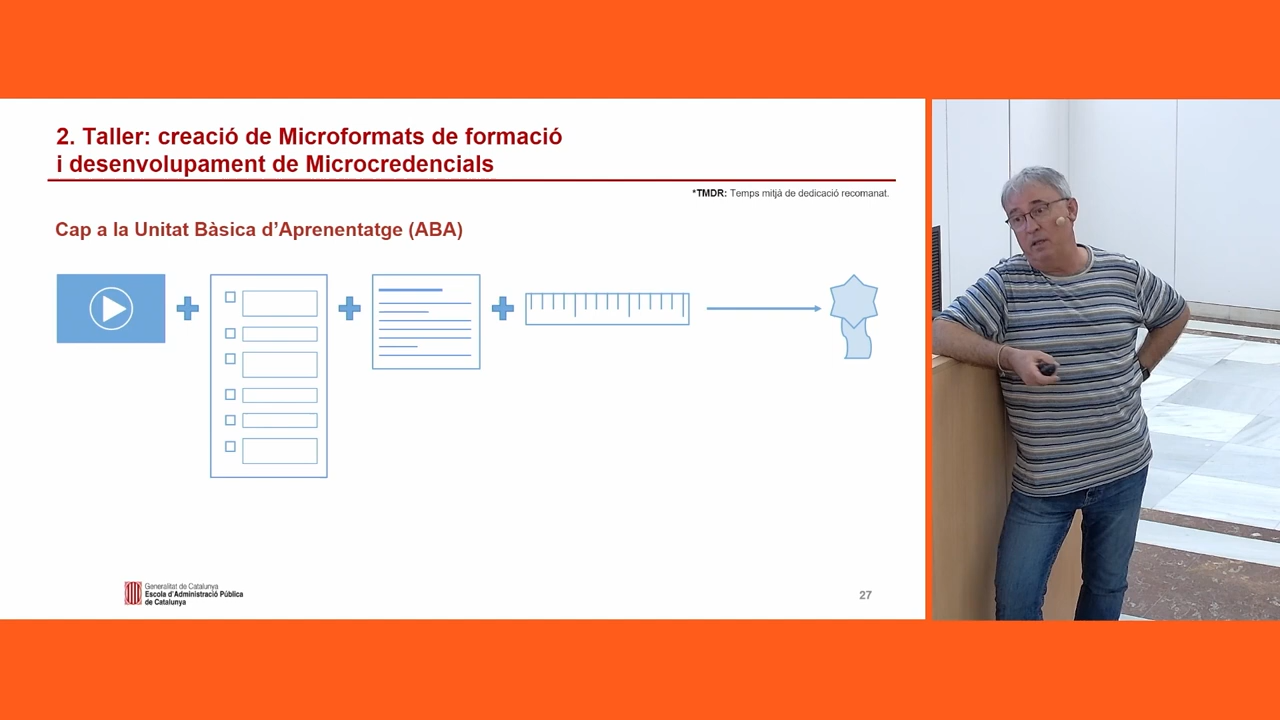 2. Taller: creació de Microformats de formació
i desenvolupament de Microcredencials
*TMDR: Temps mitjà de dedicació recomanat.
Cap a la Unitat Bàsica d’Aprenentatge (ABA)
Generalitat de Catalunya
Escola d’Administració Pública
de Catalunya
27